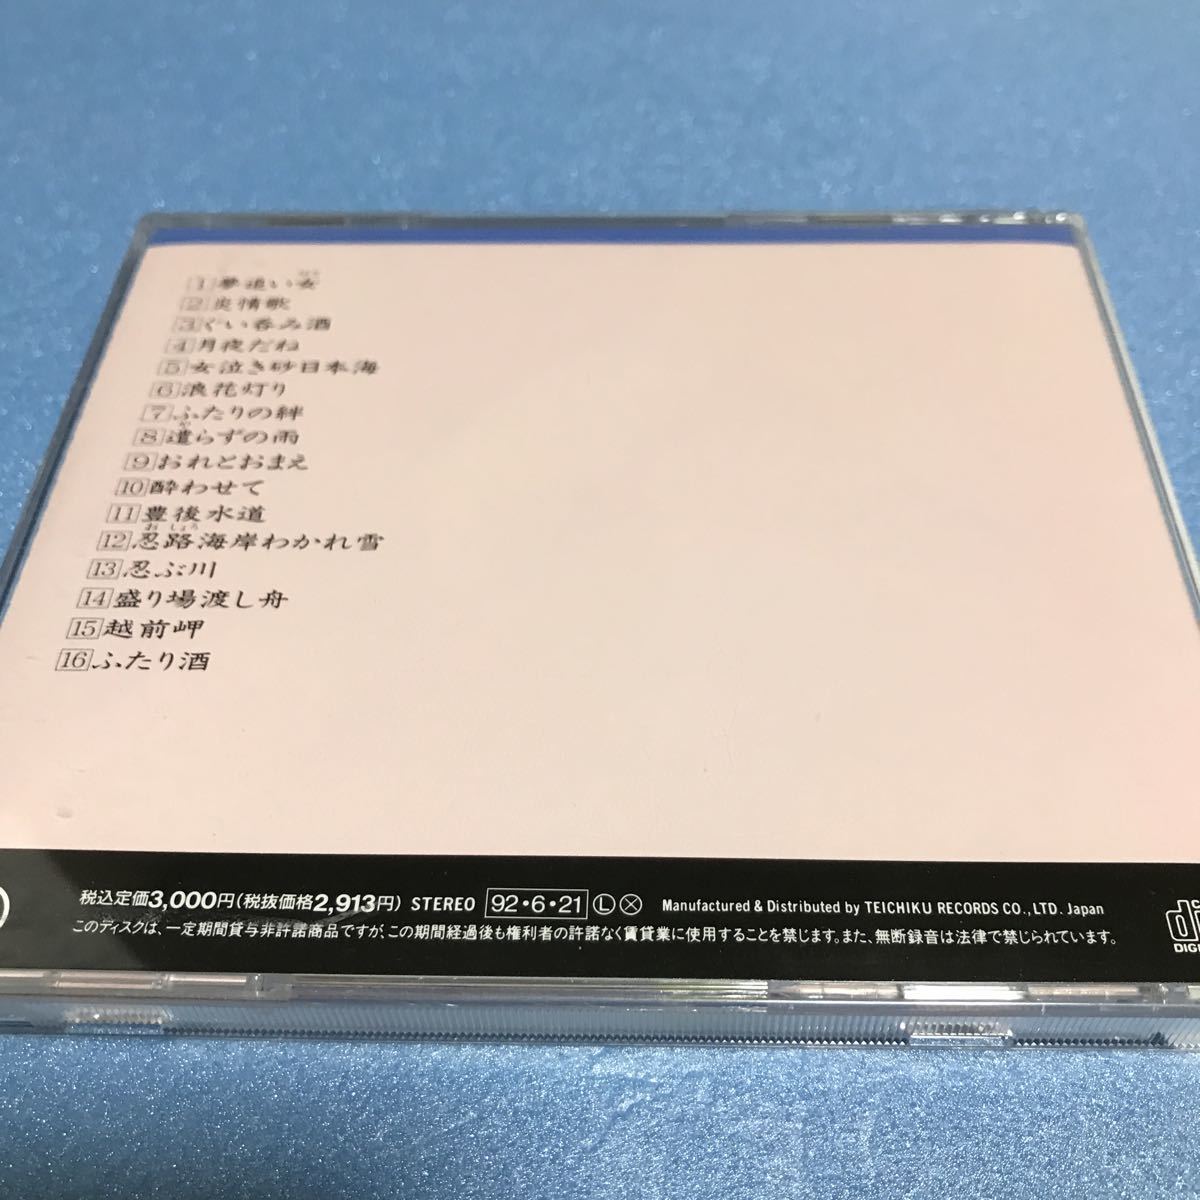 1 夢追い女
ひと
2 炎情歌
3 ぐい呑み酒
4 月夜だね
5 女泣き砂日本海
6 浪花灯り
7 ふたりの絆
8 遣らずの雨
や
9 おれとおまえ
10 酔わせて
11 豊後水道
12 忍路海岸わかれ雪
おしょろ
13 忍ぶ川
14 盛り場渡し舟
15 越前岬
16 ふたり酒
税込定価3,000円(税抜価格2,913円) STEREO 92・6・21 Ⓛ Ⓧ Manufactured & Distributed by TEICHIKU RECORDS CO., LTD. Japan
このディスクは、一定期間貸与非許諾商品ですが、この期間経過後も権利者の許諾なく賃貸業に使用することを禁じます。また、無断録音は法律で禁じられています。